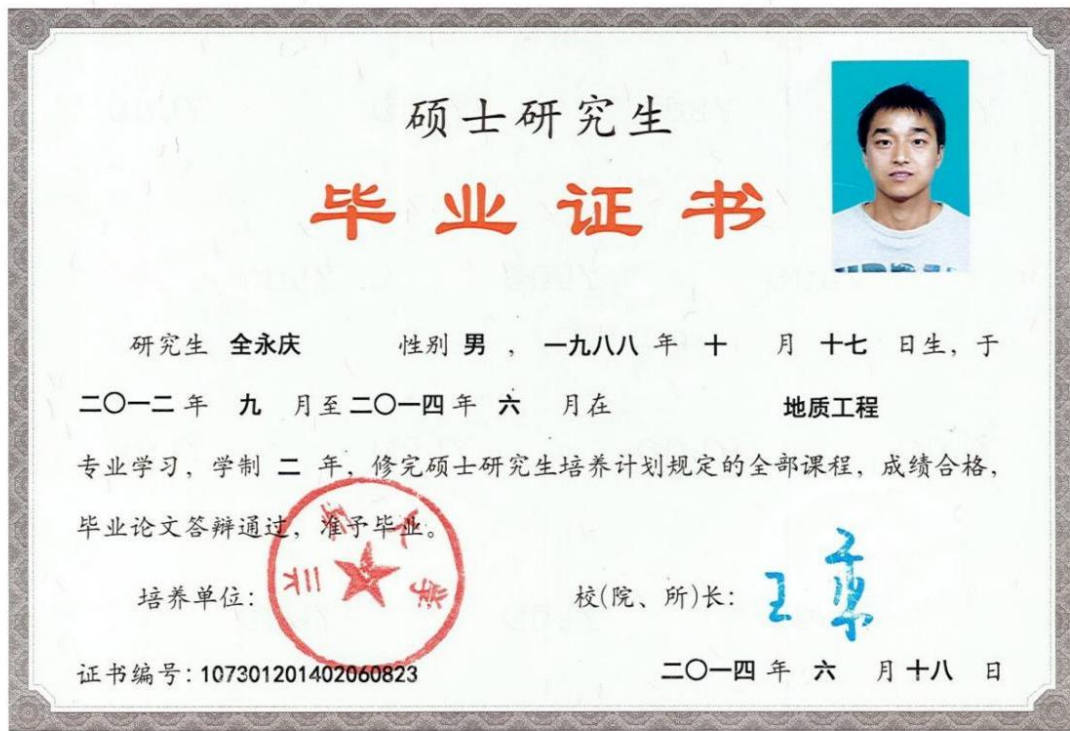 硕士研究生
毕业证书
研究生 全永庆 性别 男 , 一九八八 年 十 月 十七 日生, 于
二〇一二 年 九 月至 二〇一四 年 六 月在 地质工程
专业学习, 学制 二 年, 修完硕士研究生培养计划规定的全部课程, 成绩合格,
毕业论文答辩通过, 准予毕业。
培养单位: 校(院、所)长: 王
大学
证书编号: 107301201402060823 二〇一四 年 六 月 十八 日